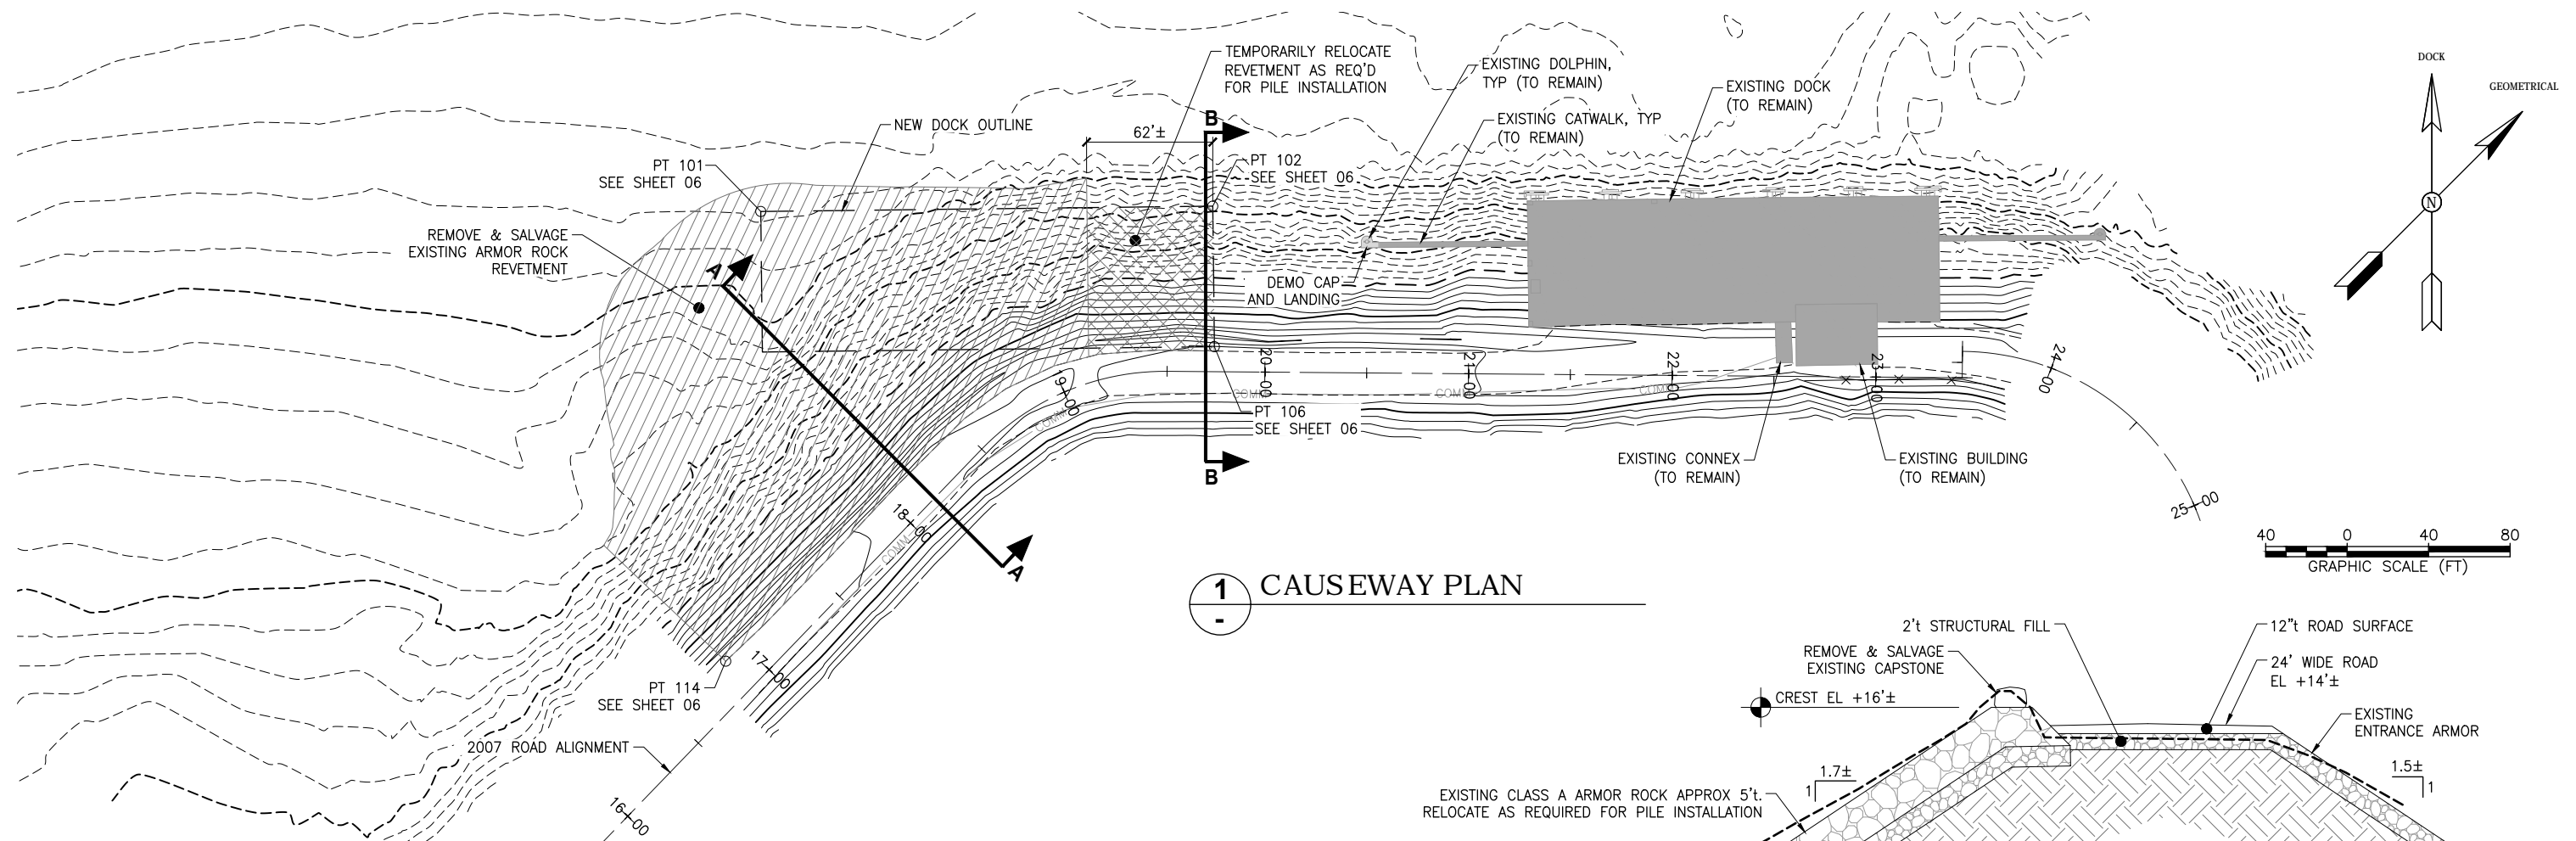 TEMPORARILY RELOCATE
REVETMENT AS REQ'D
FOR PILE INSTALLATION
EXISTING DOLPHIN,
TYP (TO REMAIN)
EXISTING DOCK
(TO REMAIN)
EXISTING CATWALK, TYP
(TO REMAIN)
DOCK
GEOMETRICAL
N
NEW DOCK OUTLINE
62'±
B
PT 101
SEE SHEET 06
PT 102
SEE SHEET 06
REMOVE & SALVAGE
EXISTING ARMOR ROCK
REVETMENT
A
DEMO CAP
AND LANDING
19+00
20+00
21+00
22+00
23+00
24+00
25+00
COMM
COMM
COMM
COMM
COMM
PT 106
SEE SHEET 06
B
EXISTING CONNEX
(TO REMAIN)
EXISTING BUILDING
(TO REMAIN)
18+00
A
40 0 40 80
GRAPHIC SCALE (FT)
1
-
CAUSEWAY PLAN
17+00
PT 114
SEE SHEET 06
2007 ROAD ALIGNMENT
16+00
2't STRUCTURAL FILL
12"t ROAD SURFACE
REMOVE & SALVAGE
EXISTING CAPSTONE
24' WIDE ROAD
EL +14'±
CREST EL +16'±
EXISTING
ENTRANCE ARMOR
1.7±
1
1.5±
1
EXISTING CLASS A ARMOR ROCK APPROX 5't.
RELOCATE AS REQUIRED FOR PILE INSTALLATION